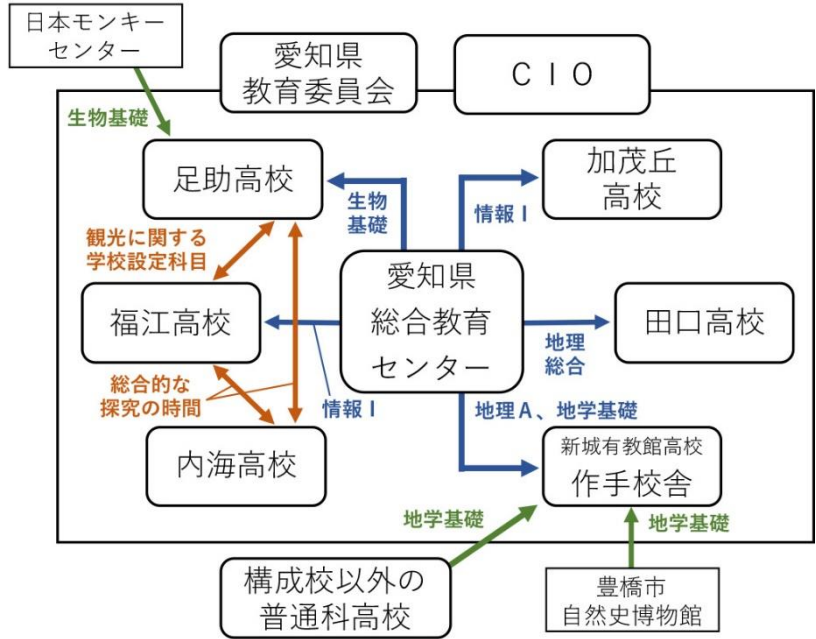 日本モンキー
センター
愛知県
教育委員会
ＣＩＯ
生物基礎
足助高校
加茂丘
高校
生物
基礎
情報Ⅰ
観光に関する
学校設定科目
愛知県
総合教育
センター
福江高校
田口高校
地理
総合
総合的な
探究の時間
情報Ⅰ
地理Ａ、地学基礎
内海高校
新城有教館高校
作手校舎
地学基礎
地学基礎
構成校以外の
普通科高校
豊橋市
自然史博物館